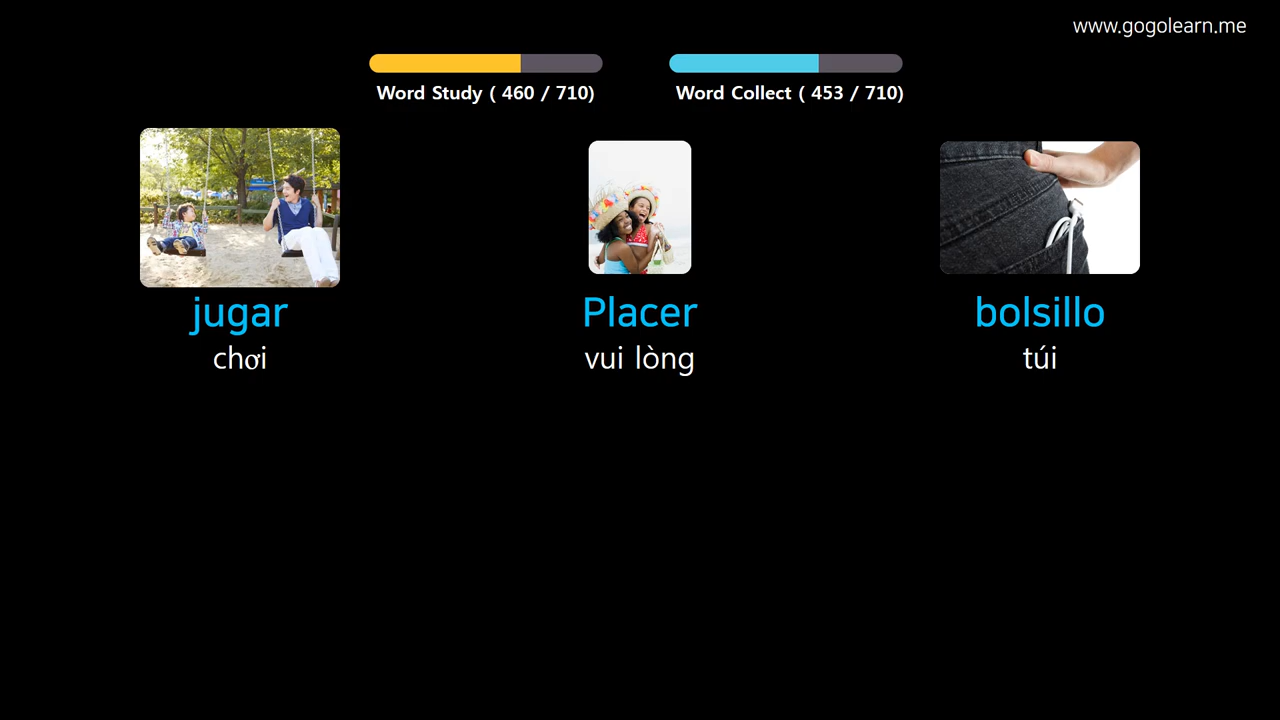 www.gogolearn.me
Word Study ( 460 / 710)
Word Collect ( 453 / 710)
jugar
chơi
Placer
vui lòng
bolsillo
túi